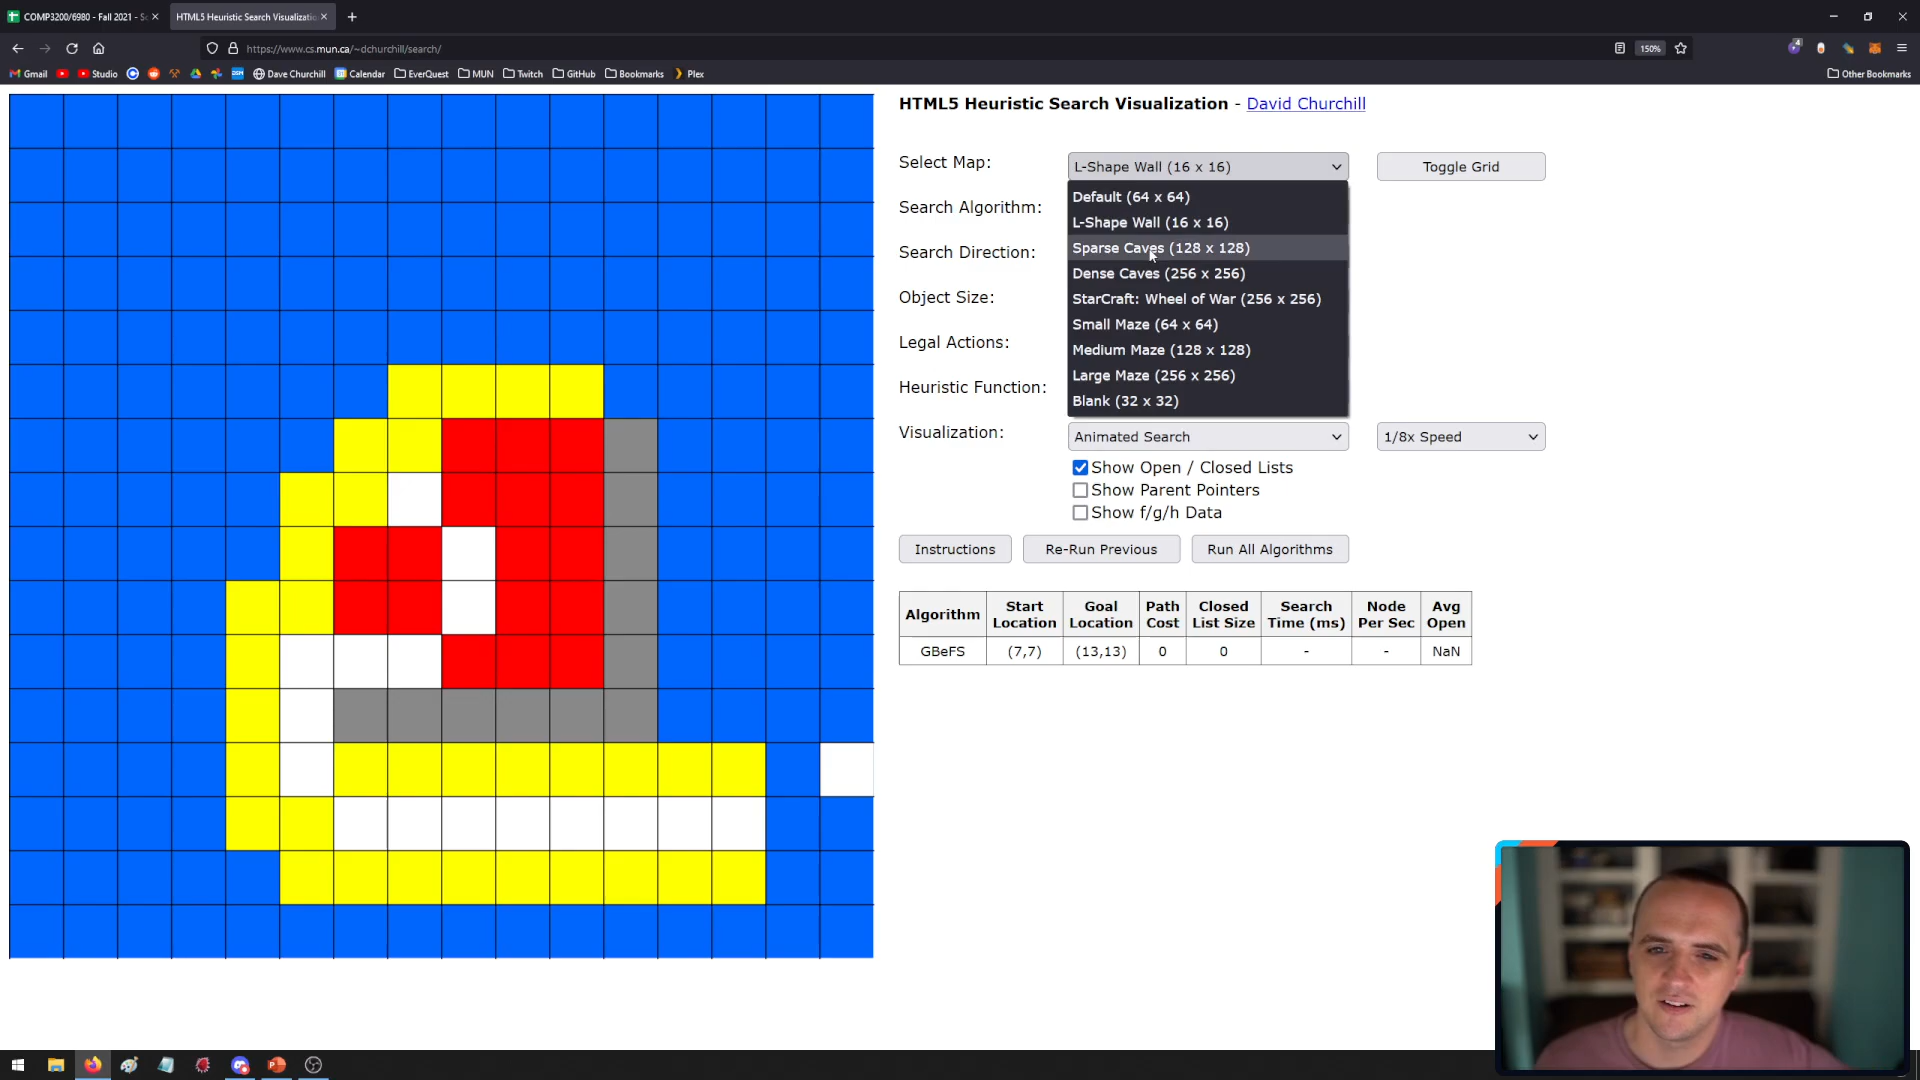 COMP3200/6980 - Fall 2021 - S
HTML5 Heuristic Search Visualizatio
https://www.cs.mun.ca/~dchurchill/search/
150%
Gmail Studio Dave Churchill Calendar EverQuest MUN Twitch GitHub Bookmarks Plex Other Bookmarks
HTML5 Heuristic Search Visualization - David Churchill
Select Map: L-Shape Wall (16 x 16) Toggle Grid
Default (64 x 64)
Search Algorithm:
L-Shape Wall (16 x 16)
Search Direction: Sparse Caves (128 x 128)
Dense Caves (256 x 256)
Object Size: StarCraft: Wheel of War (256 x 256)
Small Maze (64 x 64)
Legal Actions: Medium Maze (128 x 128)
Large Maze (256 x 256)
Heuristic Function: Blank (32 x 32)
Visualization: Animated Search 1/8x Speed
Show Open / Closed Lists
Show Parent Pointers
Show f/g/h Data
Instructions Re-Run Previous Run All Algorithms
Algorithm Start Location Goal Location Path Cost Closed List Size Search Time (ms) Node Per Sec Avg Open
GBeFS (7,7) (13,13) 0 0 - - NaN